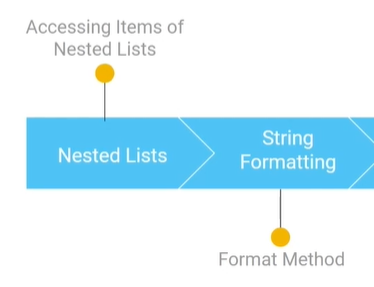 Accessing Items of
Nested Lists
Nested Lists
String
Formatting
Format Method